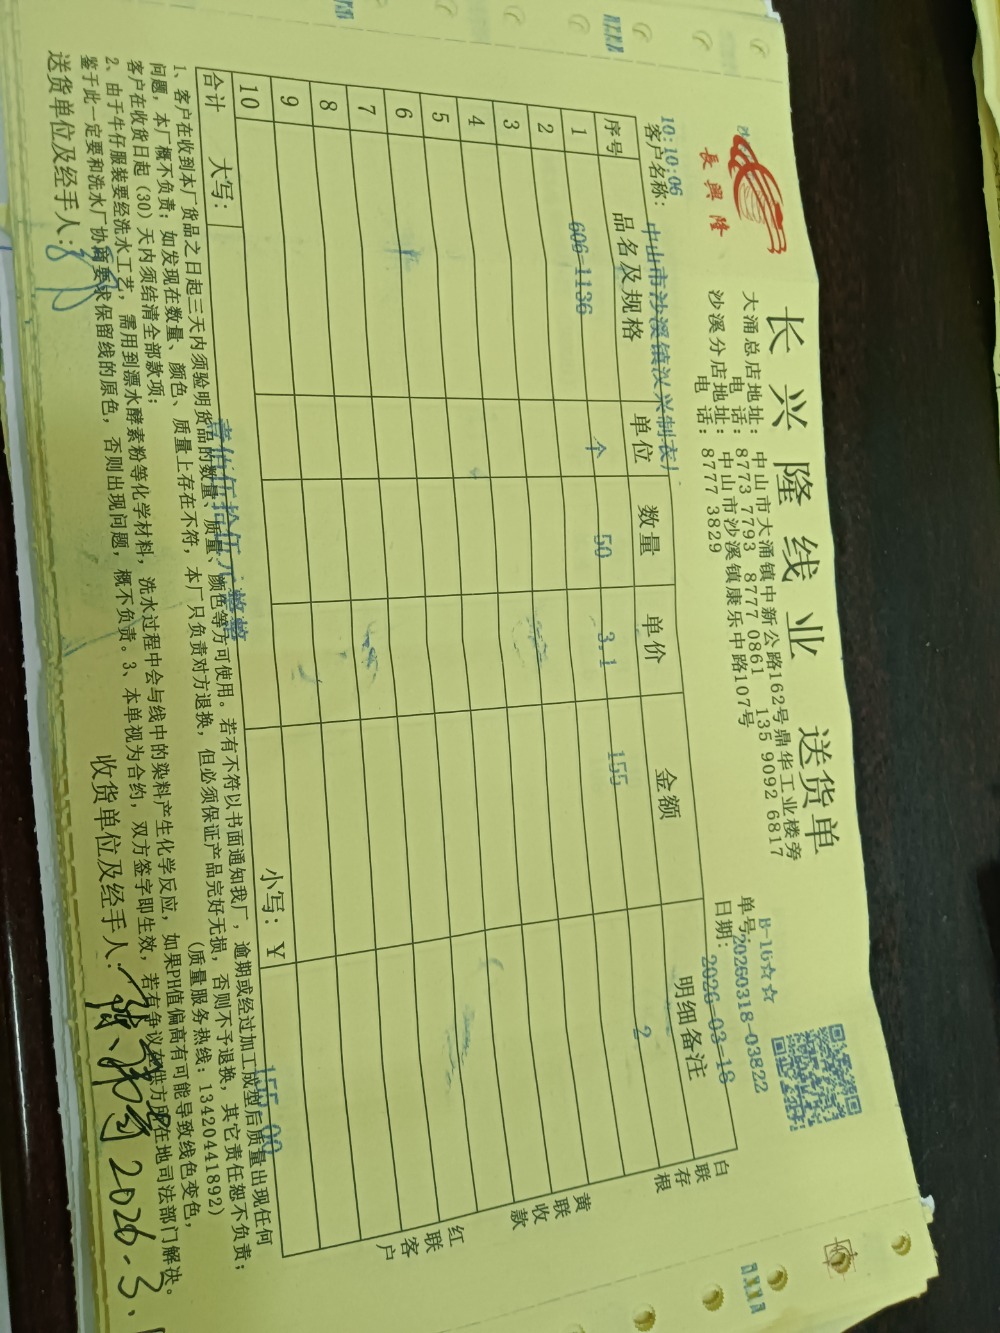 長興隆
长兴隆线业 送货单
大涌总店地址：中山市大涌镇中新公路162号鼎华工业楼旁
电 话：8773 7793 8777 0861 135 9092 6817
沙溪分店地址：中山市沙溪镇康乐中路107号
电 话：8777 3829
B-16☆☆
单号：20260318-03822
日期：2026-03-18
10:10:06
客户名称：中山市沙溪镇汉兴制衣厂
序号 品名及规格 单位 数量 单价 金额 明细备注
1 606-1136 个 50 3.1 155 2
2
3
4
5
6
7
8
9
10
合计 大写：壹佰伍拾伍元整 小写：￥155.00
白联存根
黄联收款
红联客户
1、客户在收到本厂货品之日起三天内须验明货品的数量、质量、颜色等方可使用。若有不符以书面通知我厂，逾期或经过加工成型后质量出现任何
问题，本厂概不负责；如发现在数量、颜色、质量上存在不符，本厂只负责对方退换，但必须保证产品完好无损，否则不予退换，其它责任恕不负责；
客户在收货日起（30）天内须结清全部款项； （质量服务热线：13420441892）
2、由于牛仔服装要经洗水工艺，需用到漂水酵素粉等化学材料，洗水过程中会与线中的染料产生化学反应，如果PH值偏高有可能导致线色变色，
鉴于此一定要和洗水厂协商要求保留线的原色，否则出现问题，概不负责。3、本单视为合约，双方签字即生效，若有争议在供方所在地司法部门解决。
送货单位及经手人： 收货单位及经手人：
2026.3.